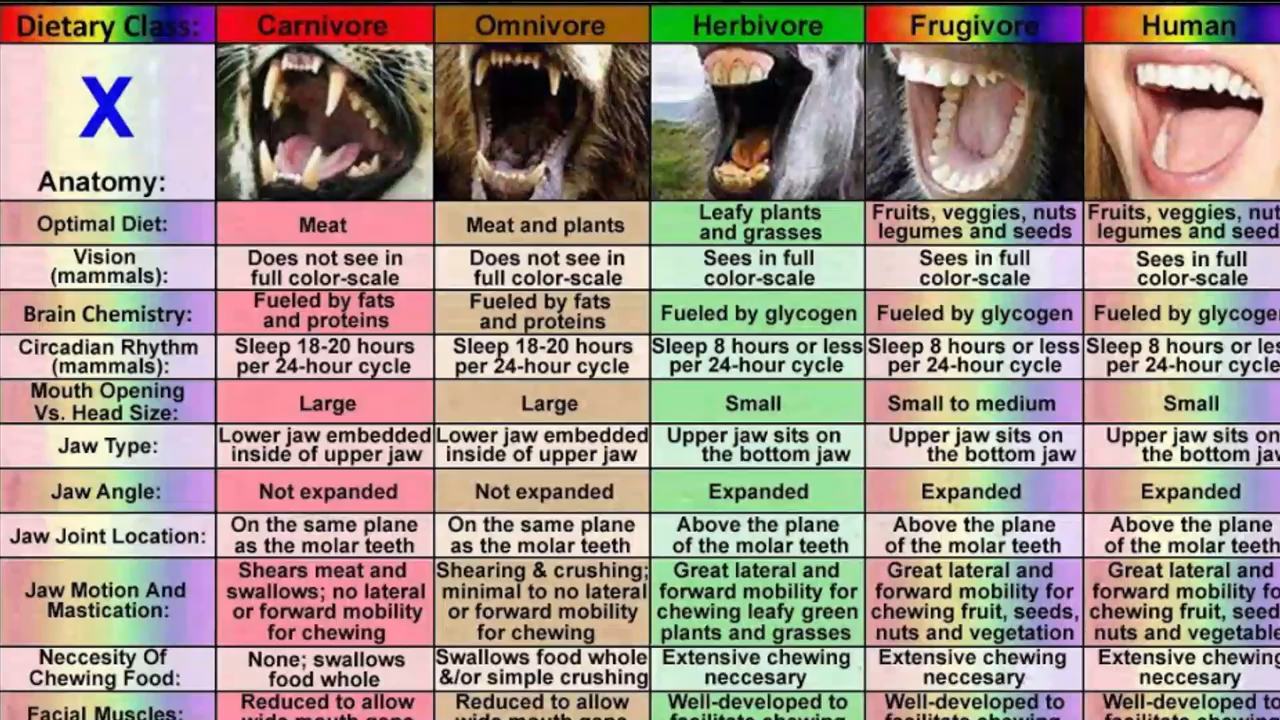 Dietary Class: Carnivore Omnivore Herbivore Frugivore Human
X
Anatomy:
Optimal Diet: Meat Meat and plants Leafy plants and grasses Fruits, veggies, nuts legumes and seeds Fruits, veggies, nut legumes and seed
Vision (mammals): Does not see in full color-scale Does not see in full color-scale Sees in full color-scale Sees in full color-scale Sees in full color-scale
Brain Chemistry: Fueled by fats and proteins Fueled by fats and proteins Fueled by glycogen Fueled by glycogen Fueled by glycogen
Circadian Rhythm (mammals): Sleep 18-20 hours per 24-hour cycle Sleep 18-20 hours per 24-hour cycle Sleep 8 hours or less per 24-hour cycle Sleep 8 hours or less per 24-hour cycle Sleep 8 hours or les per 24-hour cycle
Mouth Opening Vs. Head Size: Large Large Small Small to medium Small
Jaw Type: Lower jaw embedded inside of upper jaw Lower jaw embedded inside of upper jaw Upper jaw sits on the bottom jaw Upper jaw sits on the bottom jaw Upper jaw sits on the bottom jaw
Jaw Angle: Not expanded Not expanded Expanded Expanded Expanded
Jaw Joint Location: On the same plane as the molar teeth On the same plane as the molar teeth Above the plane of the molar teeth Above the plane of the molar teeth Above the plane of the molar teeth
Jaw Motion And Mastication: Shears meat and swallows; no lateral or forward mobility for chewing Shearing & crushing; minimal to no lateral or forward mobility for chewing Great lateral and forward mobility for chewing leafy green plants and grasses Great lateral and forward mobility for chewing fruit, seeds, nuts and vegetation Great lateral and forward mobility fo chewing fruit, seed nuts and vegetable
Neccesity Of Chewing Food: None; swallows food whole Swallows food whole &/or simple crushing Extensive chewing neccesary Extensive chewing neccesary Extensive chewing neccesary
Facial Muscles: Reduced to allow wide mouth gape Reduced to allow wide mouth gape Well-developed to facilitate chewing Well-developed to facilitate chewing Well-developed to facilitate chewing